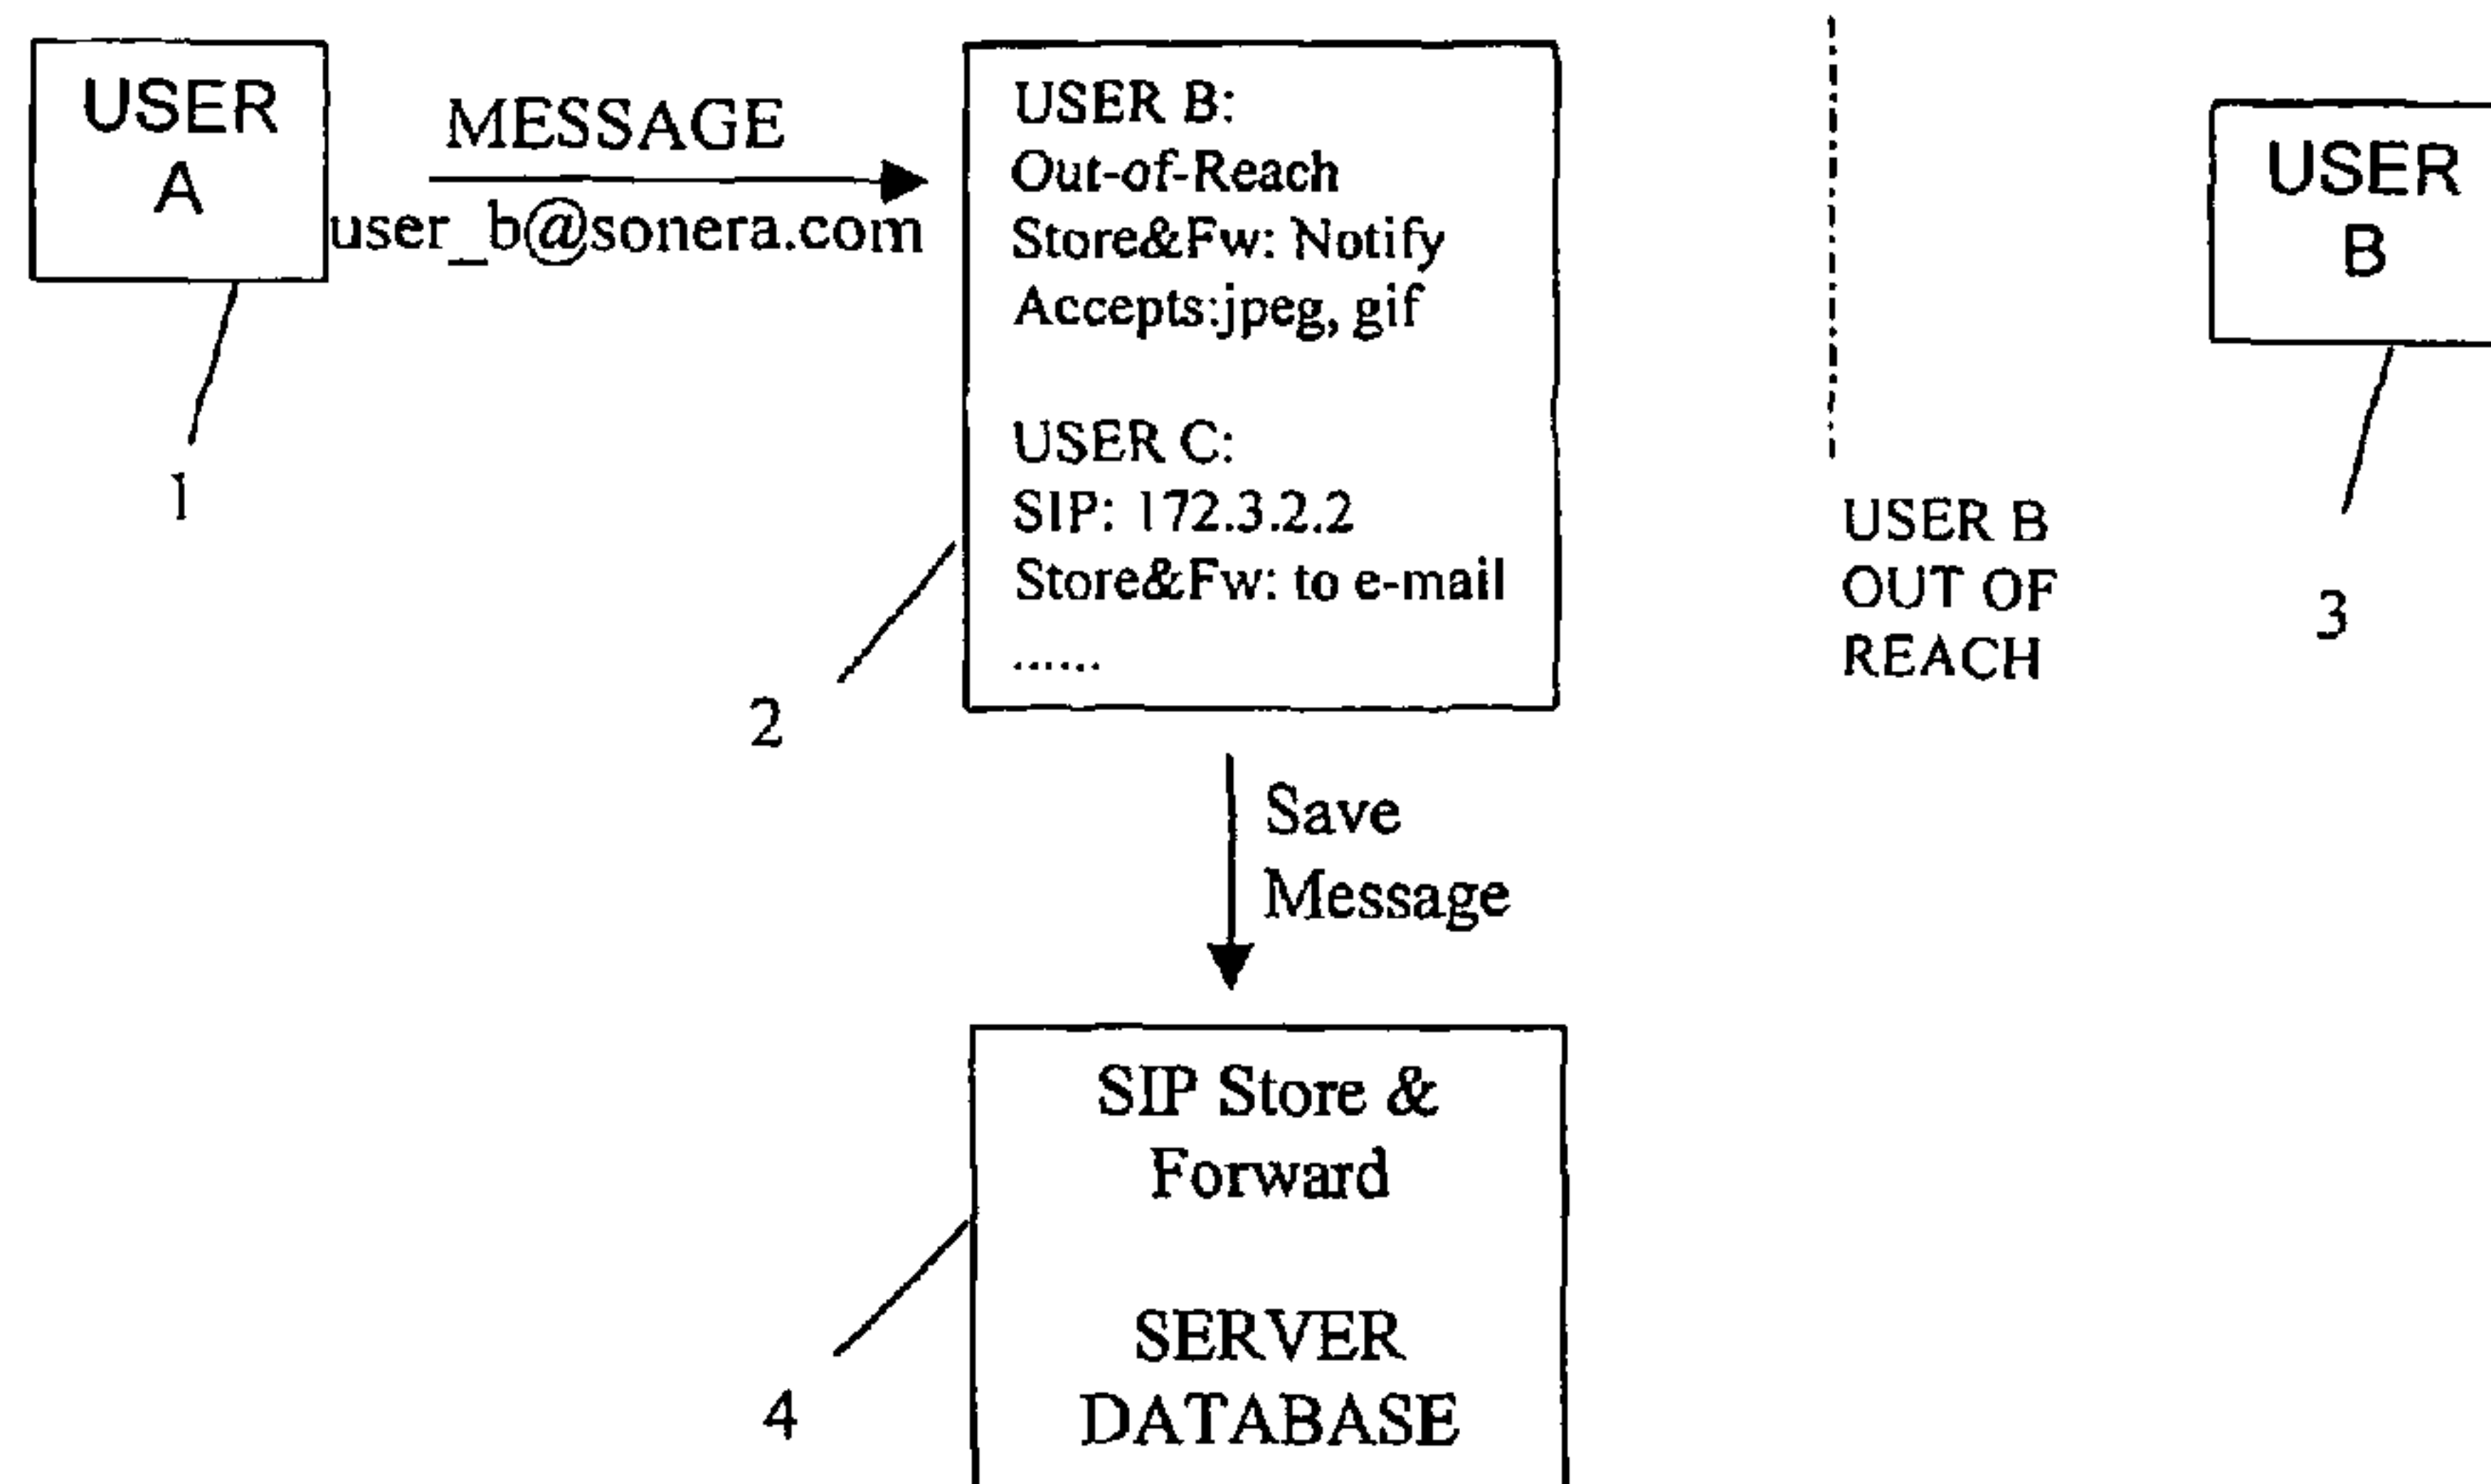 USER
A
1
MESSAGE
user_b@sonera.com
USER B:
Out-of-Reach
Store&Fw: Notify
Accepts:jpeg, gif
USER C:
SIP: 172.3.2.2
Store&Fw: to e-mail
......
2
USER B
OUT OF
REACH
USER
B
3
Save
Message
SIP Store &
Forward
SERVER
DATABASE
4